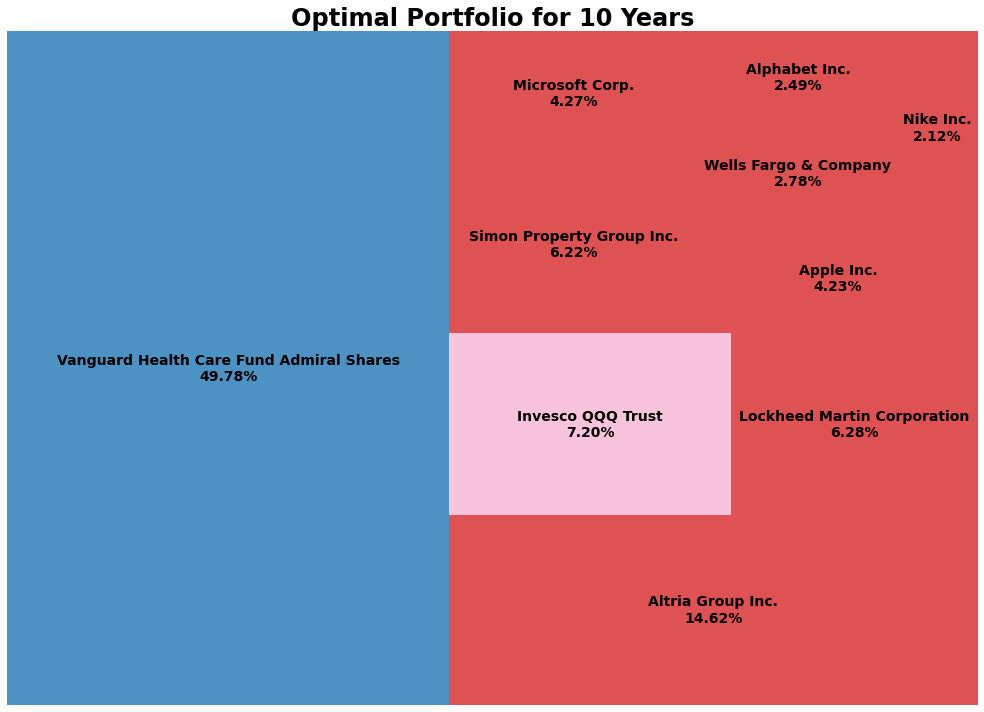 Optimal Portfolio for 10 Years
Microsoft Corp.
4.27%
Alphabet Inc.
2.49%
Nike Inc.
2.12%
Wells Fargo & Company
2.78%
Simon Property Group Inc.
6.22%
Apple Inc.
4.23%
Vanguard Health Care Fund Admiral Shares
49.78%
Invesco QQQ Trust
7.20%
Lockheed Martin Corporation
6.28%
Altria Group Inc.
14.62%